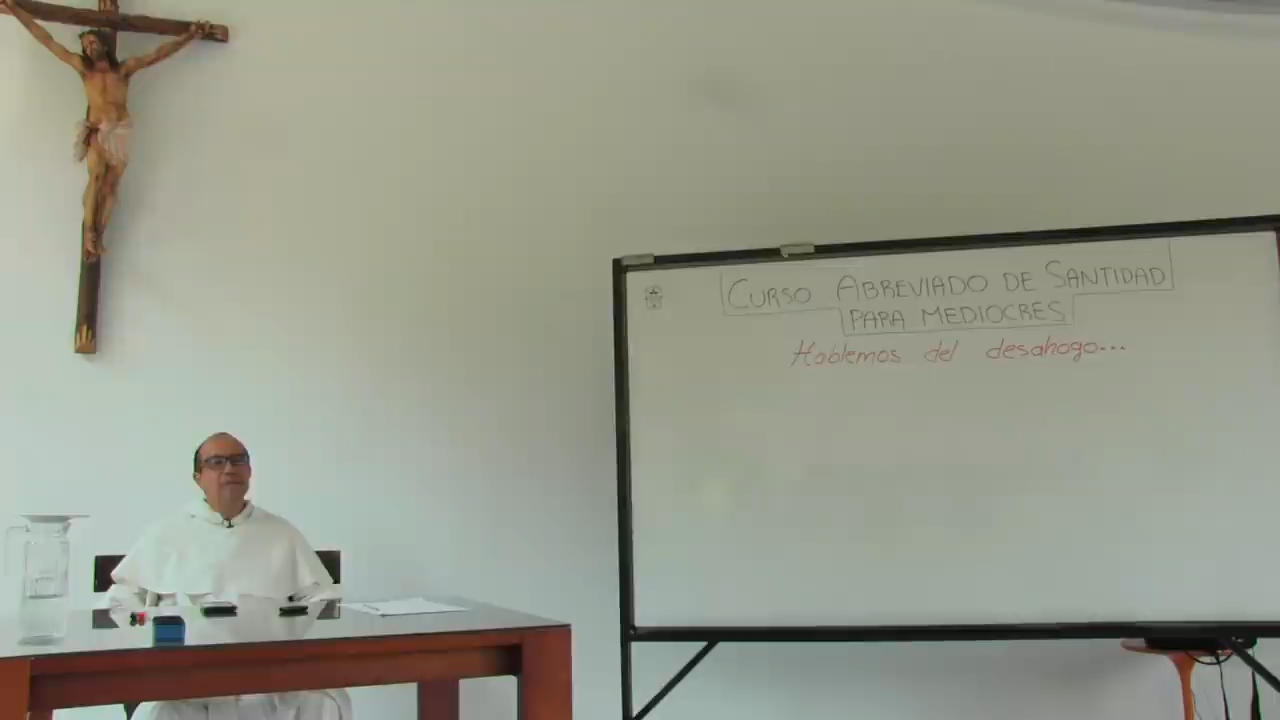 CURSO ABREVIADO DE SANTIDAD
PARA MEDIOCRES
Hablemos del desahogo...